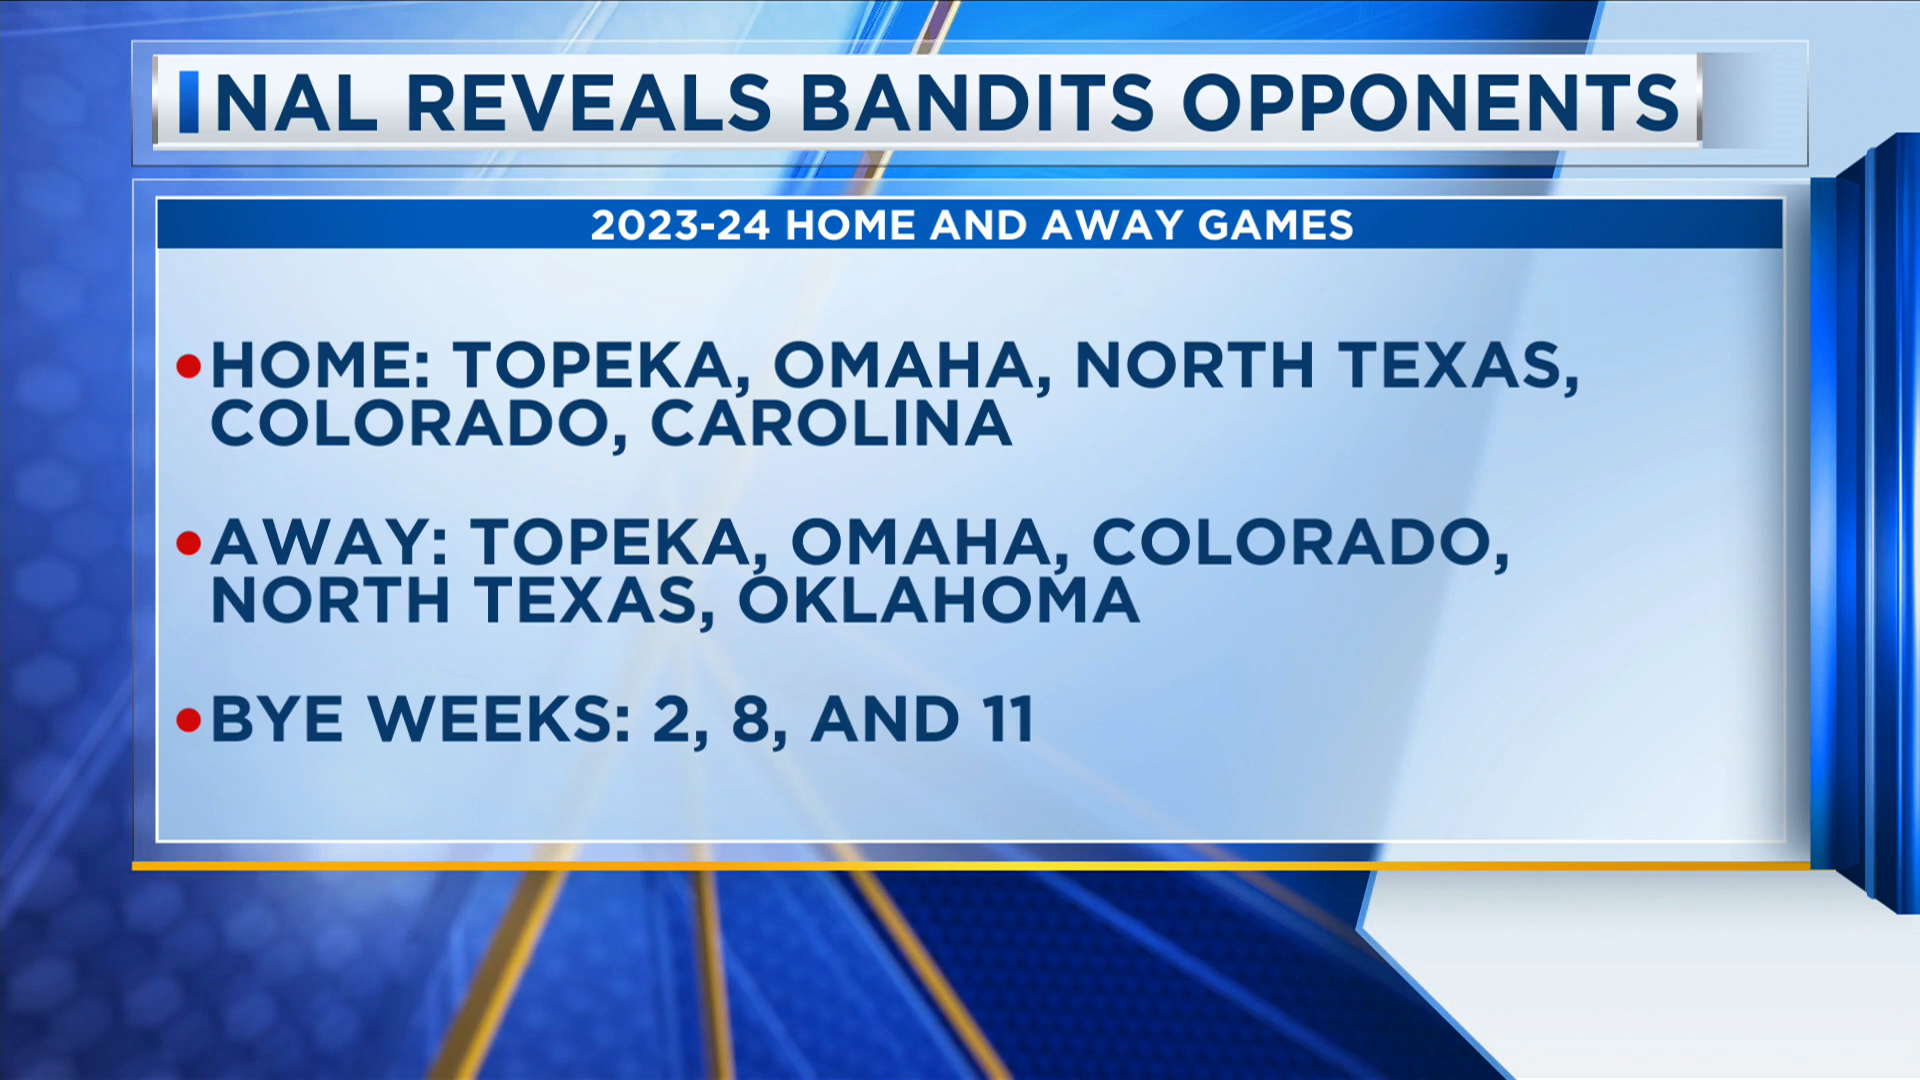 NAL REVEALS BANDITS OPPONENTS
2023-24 HOME AND AWAY GAMES
•HOME: TOPEKA, OMAHA, NORTH TEXAS,
COLORADO, CAROLINA
•AWAY: TOPEKA, OMAHA, COLORADO,
NORTH TEXAS, OKLAHOMA
•BYE WEEKS: 2, 8, AND 11